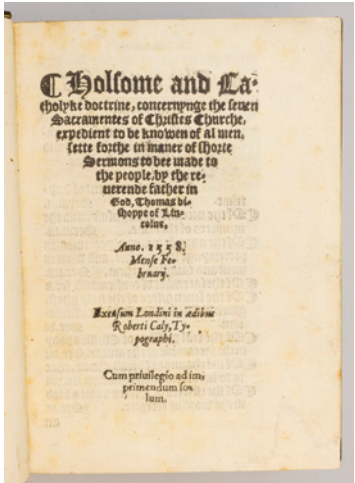 ¶ Holsome and Ca-
tholyke doctrine, concernynge the seuen
Sacramentes of Chrystes Churche,
expedient to be knowen of al men,
sette forthe in maner of shorte
Sermons to bee made to
the people, by the re-
uerende father in
God, Thomas bi-
shoppe of Lin-
colne.
Anno. 1558.
Mense Fe-
bruarij.
Excusum Londini in ædibus
Roberti Caly, Ty-
pographi.
Cum priuilegio ad im,
primendum so-
lum.